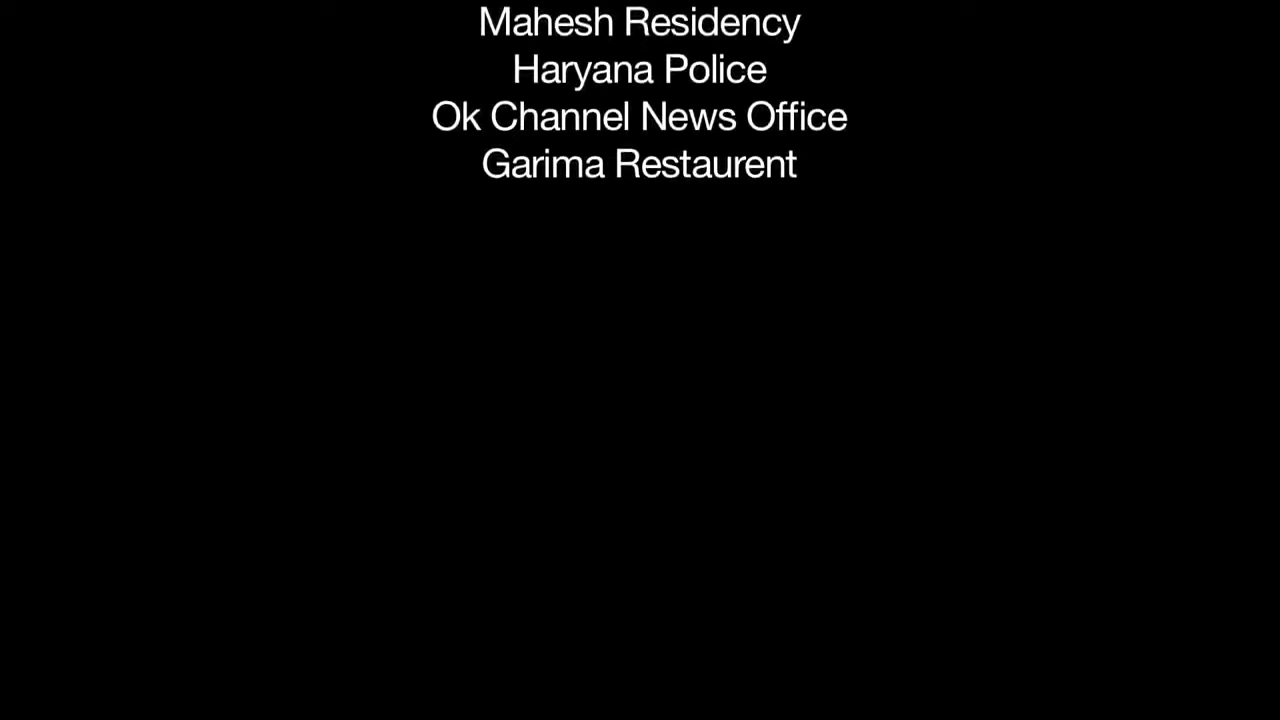 Mahesh Residency
Haryana Police
Ok Channel News Office
Garima Restaurent